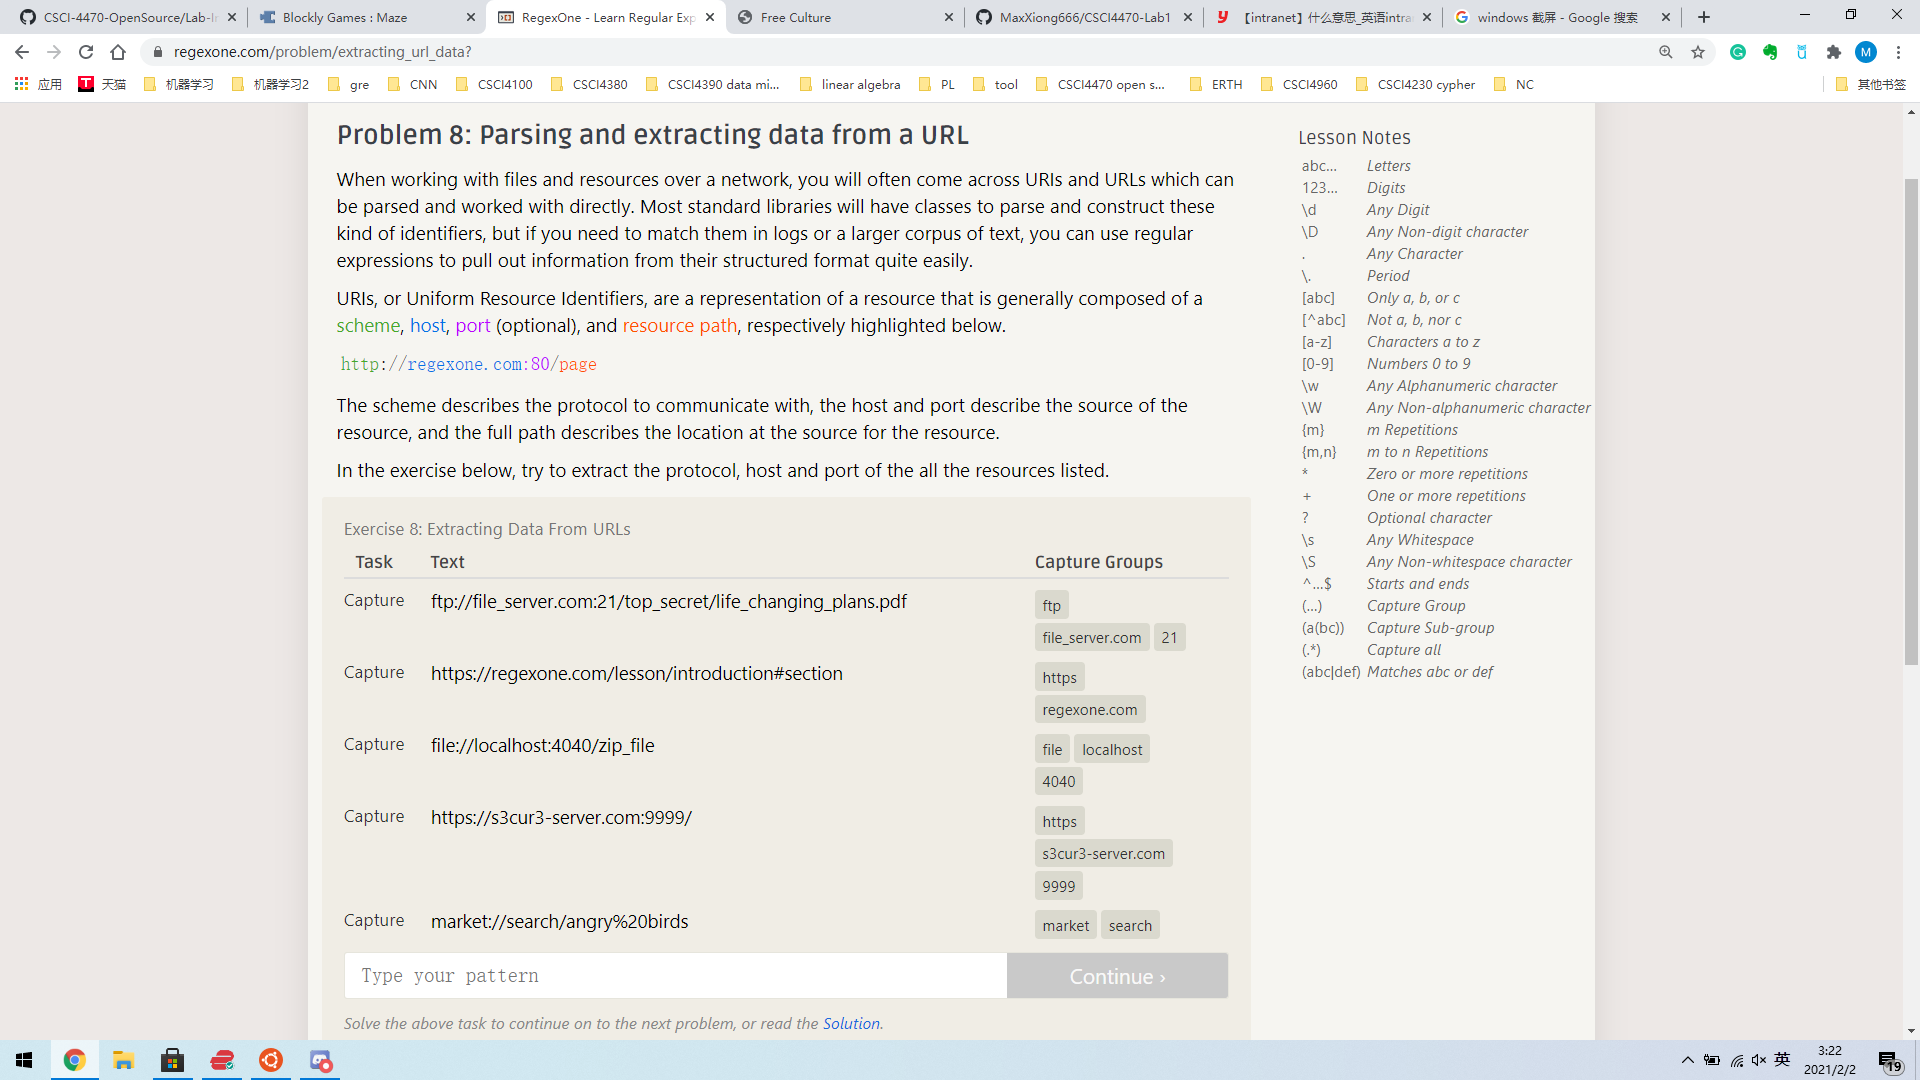 CSCI-4470-OpenSource/Lab-In
Blockly Games : Maze
RegexOne - Learn Regular Exp
Free Culture
MaxXiong666/CSCI4470-Lab1
【intranet】什么意思_英语intra
windows 截屏 - Google 搜索
regexone.com/problem/extracting_url_data?
M
应用
天猫
机器学习
机器学习2
gre
CNN
CSCI4100
CSCI4380
CSCI4390 data mi...
linear algebra
PL
tool
CSCI4470 open s...
ERTH
CSCI4960
CSCI4230 cypher
NC
其他书签
Problem 8: Parsing and extracting data from a URL
When working with files and resources over a network, you will often come across URIs and URLs which can
be parsed and worked with directly. Most standard libraries will have classes to parse and construct these
kind of identifiers, but if you need to match them in logs or a larger corpus of text, you can use regular
expressions to pull out information from their structured format quite easily.
URIs, or Uniform Resource Identifiers, are a representation of a resource that is generally composed of a
scheme, host, port (optional), and resource path, respectively highlighted below.
http://regexone.com:80/page
The scheme describes the protocol to communicate with, the host and port describe the source of the
resource, and the full path describes the location at the source for the resource.
In the exercise below, try to extract the protocol, host and port of the all the resources listed.
Exercise 8: Extracting Data From URLs
Task Text Capture Groups
Capture ftp://file_server.com:21/top_secret/life_changing_plans.pdf ftp
file_server.com 21
Capture https://regexone.com/lesson/introduction#section https
regexone.com
Capture file://localhost:4040/zip_file file localhost
4040
Capture https://s3cur3-server.com:9999/ https
s3cur3-server.com
9999
Capture market://search/angry%20birds market search
Type your pattern
Continue ›
Solve the above task to continue on to the next problem, or read the Solution.
Lesson Notes
abc… Letters
123… Digits
\d Any Digit
\D Any Non-digit character
. Any Character
\. Period
[abc] Only a, b, or c
[^abc] Not a, b, nor c
[a-z] Characters a to z
[0-9] Numbers 0 to 9
\w Any Alphanumeric character
\W Any Non-alphanumeric character
{m} m Repetitions
{m,n} m to n Repetitions
* Zero or more repetitions
+ One or more repetitions
? Optional character
\s Any Whitespace
\S Any Non-whitespace character
^…$ Starts and ends
(…) Capture Group
(a(bc)) Capture Sub-group
(.*) Capture all
(abc|def) Matches abc or def
英
3:22
2021/2/2
19